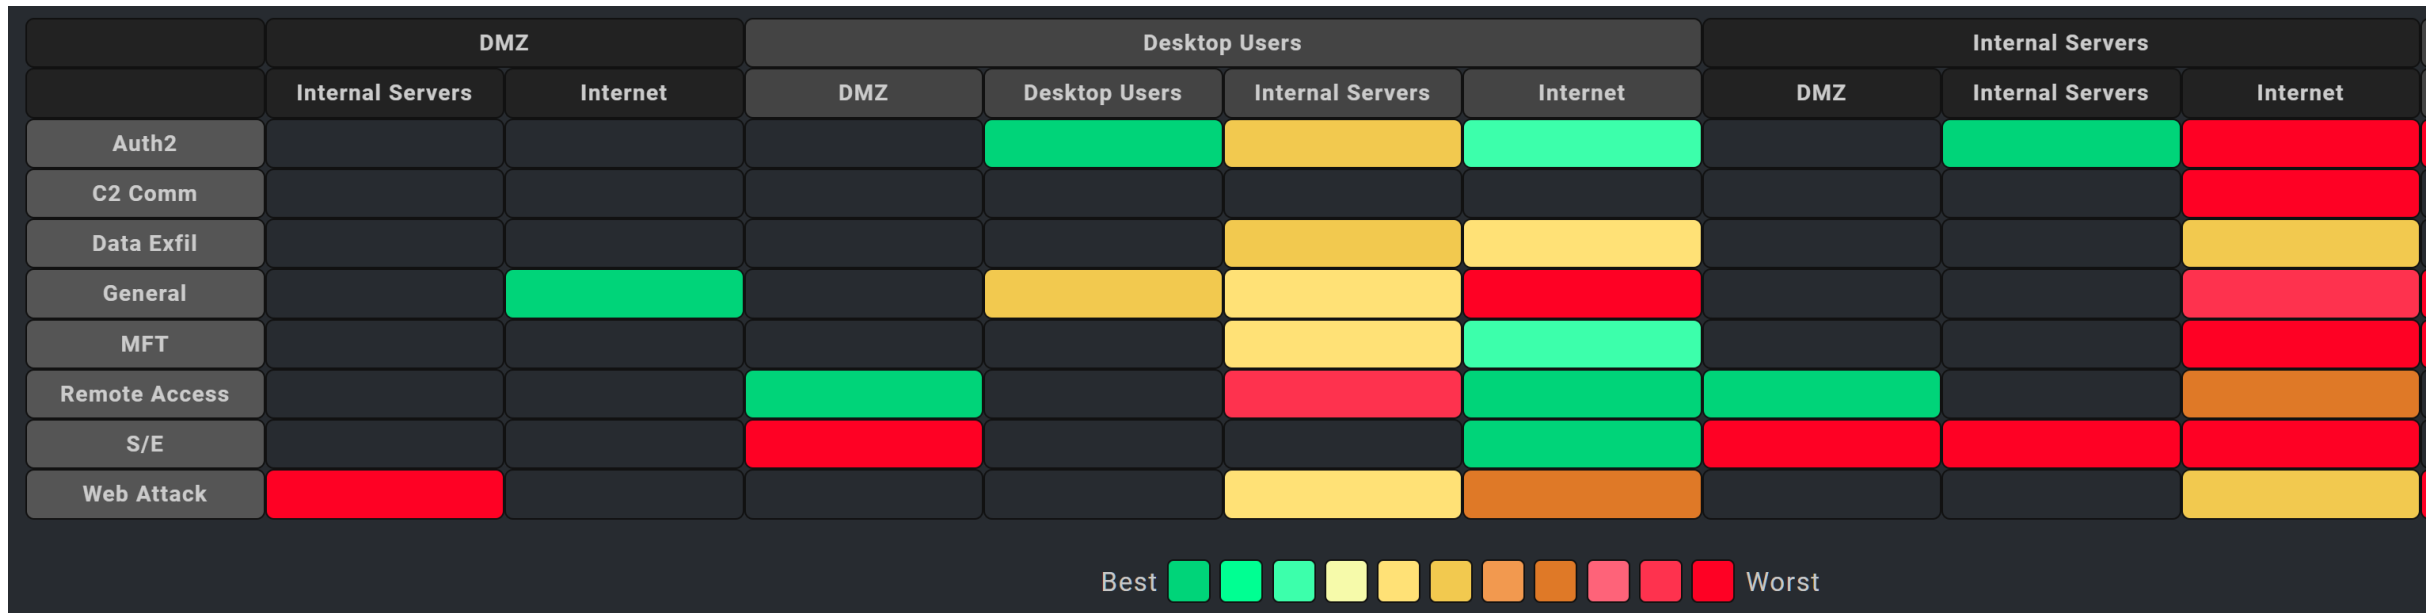 DMZ Desktop Users Internal Servers
Internal Servers Internet DMZ Desktop Users Internal Servers Internet DMZ Internal Servers Internet
Auth2
C2 Comm
Data Exfil
General
MFT
Remote Access
S/E
Web Attack
Best Worst